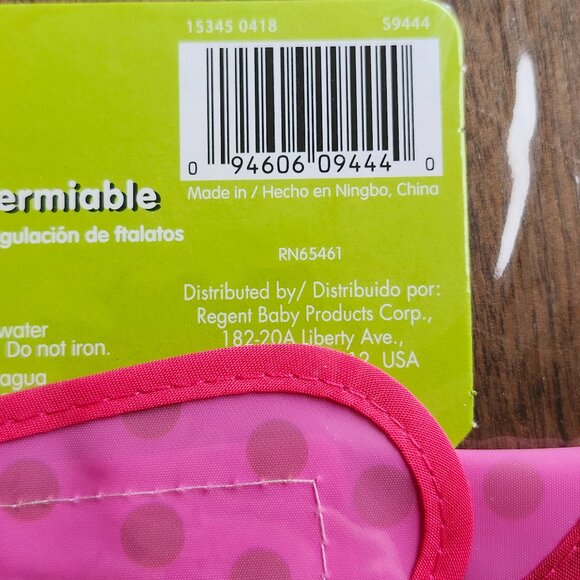 15345 0418 S9444
0 94606 09444 0
Made in / Hecho en Ningbo, China
ermiable
gulación de ftalatos
RN65461
Distributed by/ Distribuido por:
Regent Baby Products Corp.,
182-20A Liberty Ave.,
water
Do not iron.
USA
agua